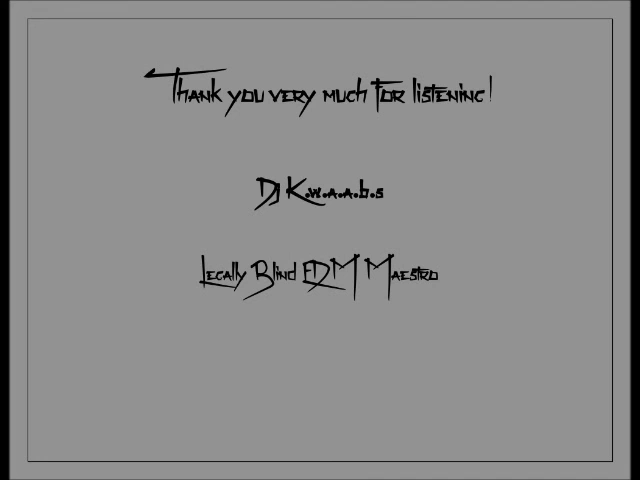 Thank you very much for listening!
Dj K.w.a.a.b.s
Legally Blind EDM Maestro